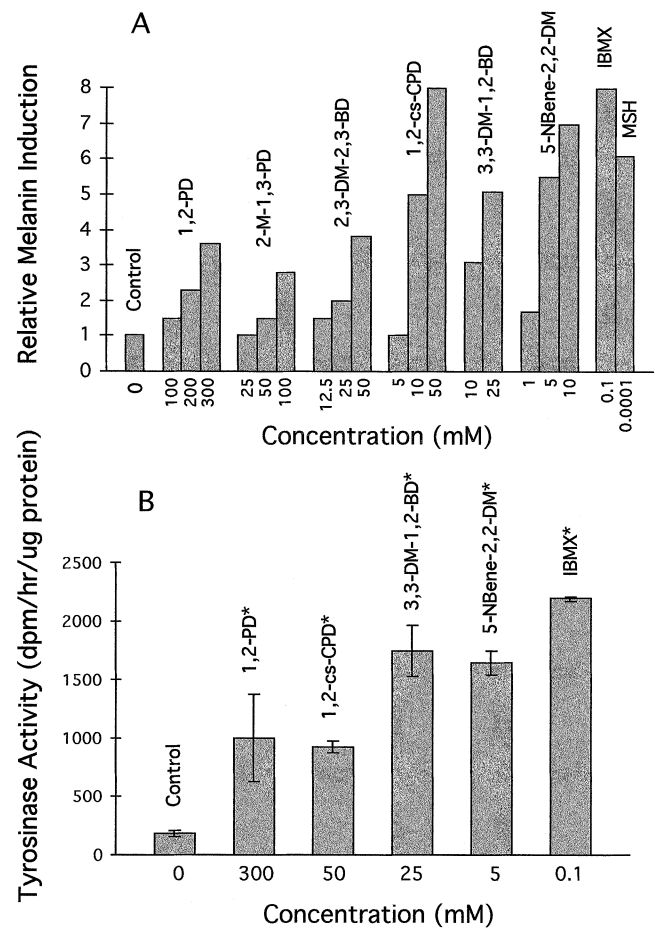 A
Relative Melanin Induction
8
7
6
5
4
3
2
1
0
Control
1,2-PD
2-M-1,3-PD
2,3-DM-2,3-BD
1,2-cs-CPD
3,3-DM-1,2-BD
5-NBene-2,2-DM
IBMX
MSH
0
100
200
300
25
50
100
12.5
25
50
5
10
50
10
25
1
5
10
0.1
0.0001
Concentration (mM)
B
Tyrosinase Activity (dpm/hr/ug protein)
2500
2000
1500
1000
500
0
Control
1,2-PD*
1,2-cs-CPD*
3,3-DM-1,2-BD*
5-NBene-2,2-DM*
IBMX*
0 300 50 25 5 0.1
Concentration (mM)